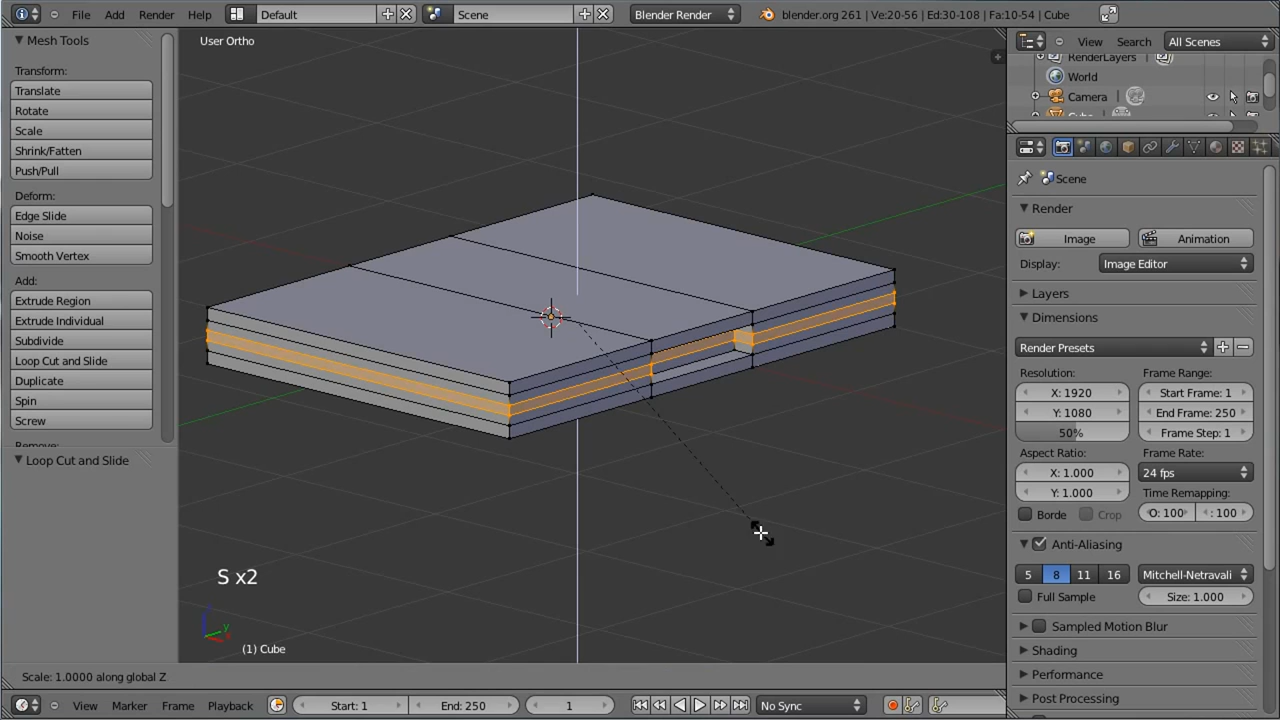 File Add Render Help Default Scene Blender Render blender.org 261 | Ve:20-56 | Ed:30-108 | Fa:10-54 | Cube
Mesh Tools
Transform:
Translate
Rotate
Scale
Shrink/Fatten
Push/Pull
Deform:
Edge Slide
Noise
Smooth Vertex
Add:
Extrude Region
Extrude Individual
Subdivide
Loop Cut and Slide
Duplicate
Spin
Screw
Loop Cut and Slide
User Ortho
S x2
y
(1) Cube
Scale: 1.0000 along global Z
View Marker Frame Playback Start: 1 End: 250 1 No Sync
View Search All Scenes
RenderLayers
World
Camera
Scene
Render
Image Animation
Display: Image Editor
Layers
Dimensions
Render Presets
Resolution: Frame Range:
X: 1920 Start Frame: 1
Y: 1080 End Frame: 250
50% Frame Step: 1
Aspect Ratio: Frame Rate:
X: 1.000 24 fps
Y: 1.000 Time Remapping:
Borde Crop O: 100 : 100
Anti-Aliasing
5 8 11 16 Mitchell-Netravali
Full Sample Size: 1.000
Sampled Motion Blur
Shading
Performance
Post Processing